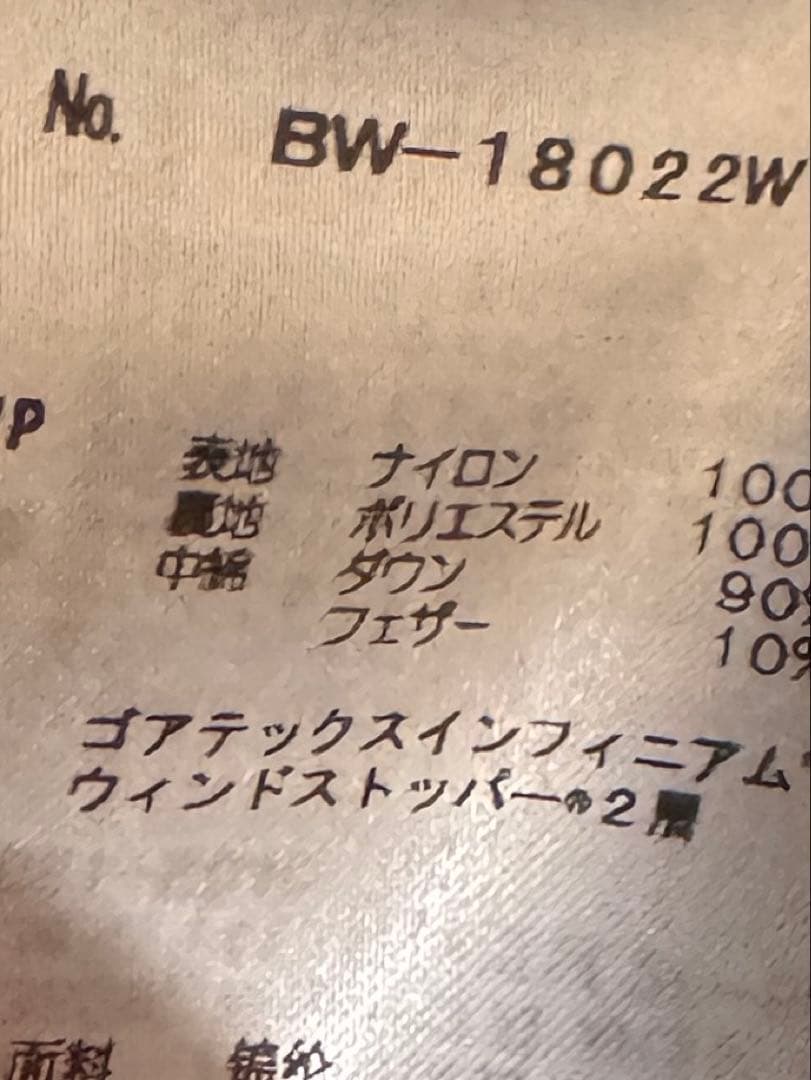 No. BW-18022W
P
表地 ナイロン 100
裏地 ポリエステル 100
中綿 ダウン 90%
フェザー 10%
ゴアテックスインフィニアム
ウィンドストッパー®2層
面料